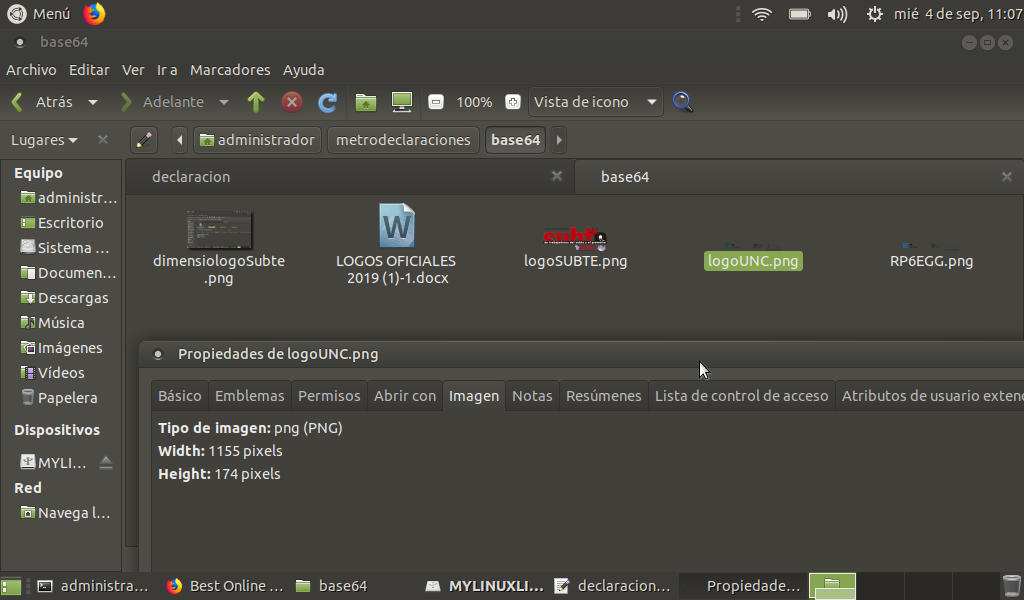 Menú
mié 4 de sep, 11:07
base64
Archivo Editar Ver Ir a Marcadores Ayuda
Atrás Adelante 100% Vista de icono
Lugares administrador metrodeclaraciones base64
declaracion base64
Equipo
administr...
Escritorio
Sistema ...
Documen...
Descargas
Música
Imágenes
Vídeos
Papelera
Dispositivos
MYLI...
Red
Navega l...
dimensiologoSubte
.png
LOGOS OFICIALES
2019 (1)-1.docx
logoSUBTE.png
logoUNC.png
RP6EGG.png
Propiedades de logoUNC.png
Básico Emblemas Permisos Abrir con Imagen Notas Resúmenes Lista de control de acceso Atributos de usuario exten
Tipo de imagen: png (PNG)
Width: 1155 pixels
Height: 174 pixels
administra... Best Online ... base64 MYLINUXLI... declaracion... Propiedade...